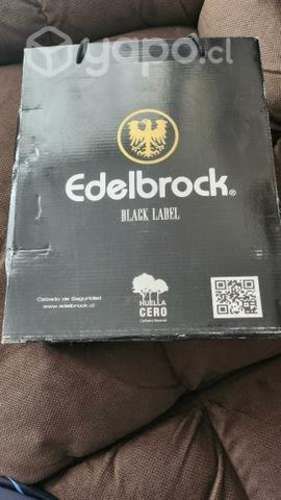 yapo.cl
Edelbrock®
BLACK LABEL
Calzado de Seguridad
www.edelbrock.cl
HUELLA
CERO